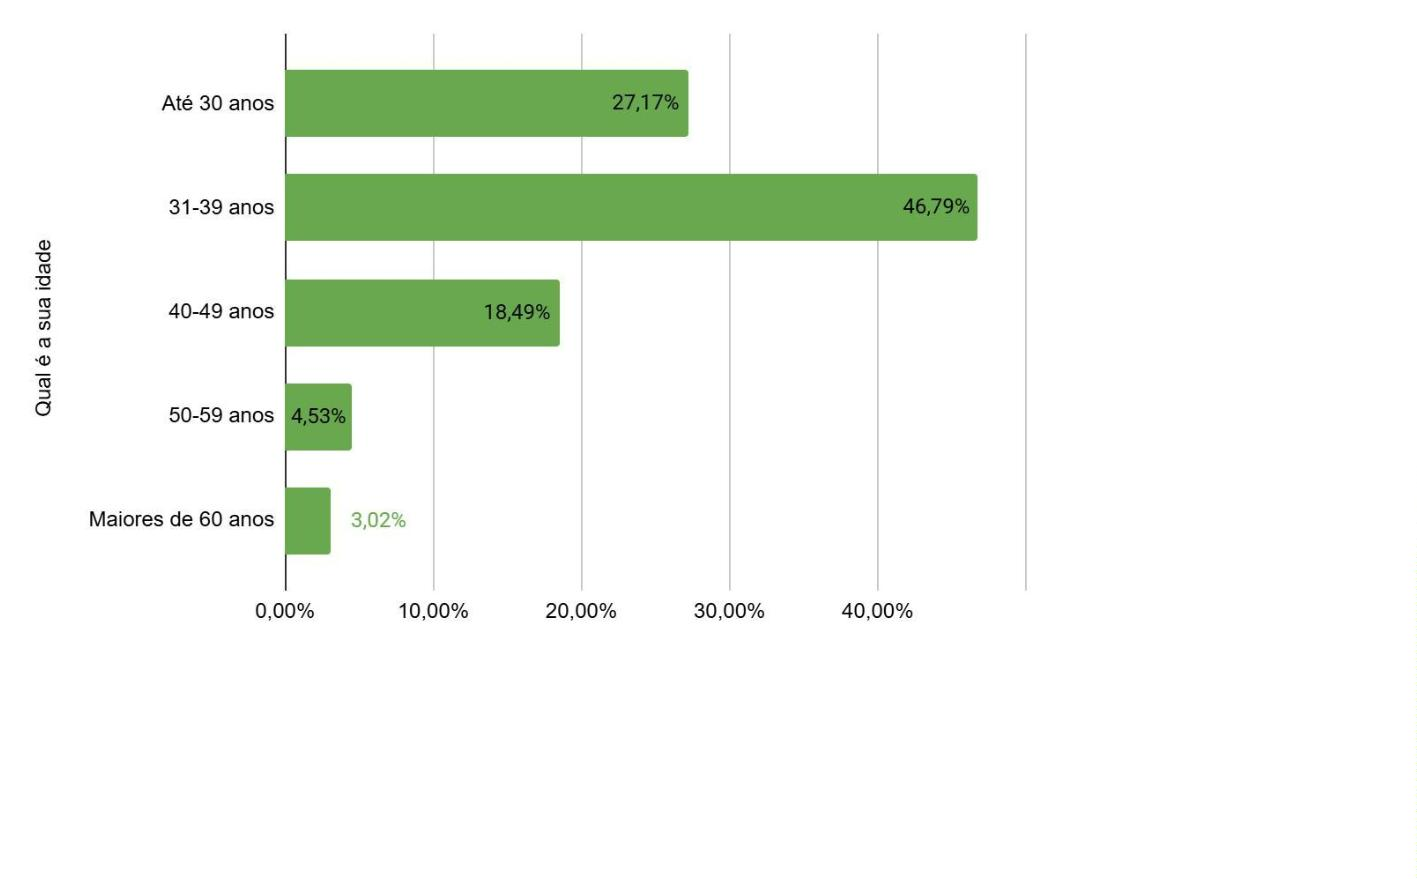 Qual é a sua idade
Até 30 anos
27,17%
31-39 anos
46,79%
40-49 anos
18,49%
50-59 anos
4,53%
Maiores de 60 anos
3,02%
0,00% 10,00% 20,00% 30,00% 40,00%